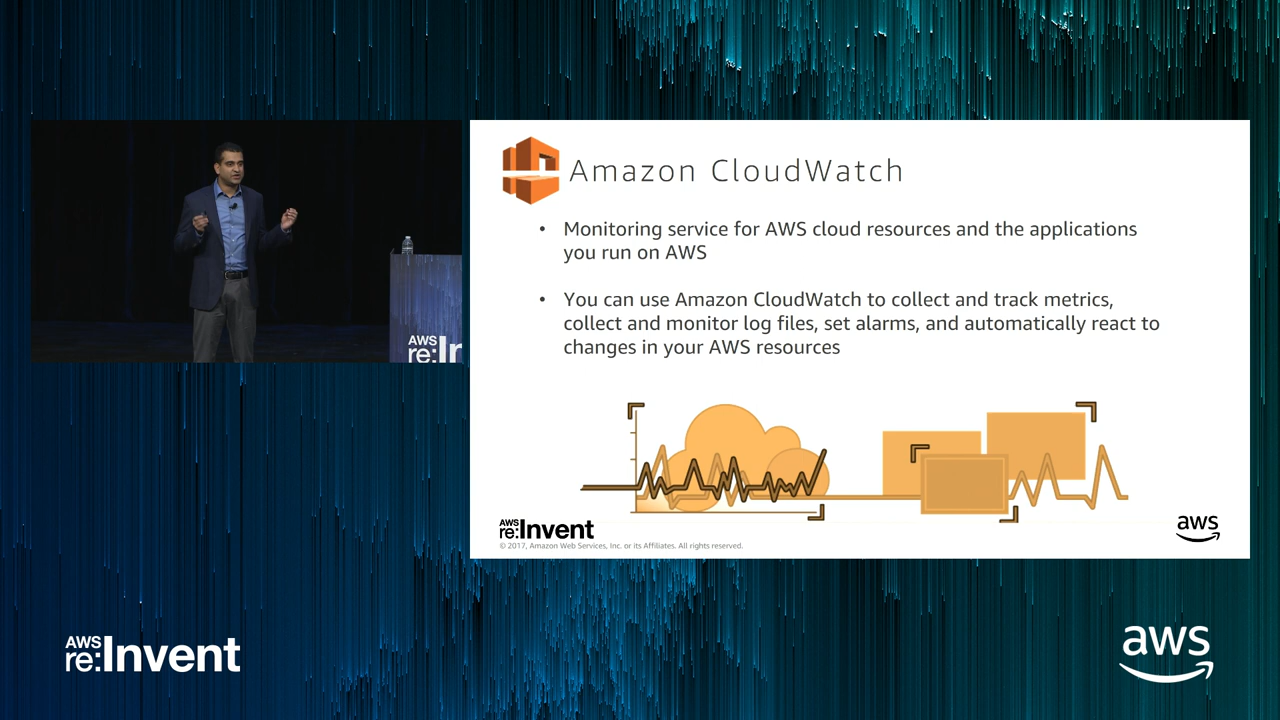 Amazon CloudWatch
• Monitoring service for AWS cloud resources and the applications
you run on AWS
• You can use Amazon CloudWatch to collect and track metrics,
collect and monitor log files, set alarms, and automatically react to
changes in your AWS resources
AWS
re:Invent
© 2017, Amazon Web Services, Inc. or its Affiliates. All rights reserved.
aws
AWS
re:In
AWS
re:Invent
aws